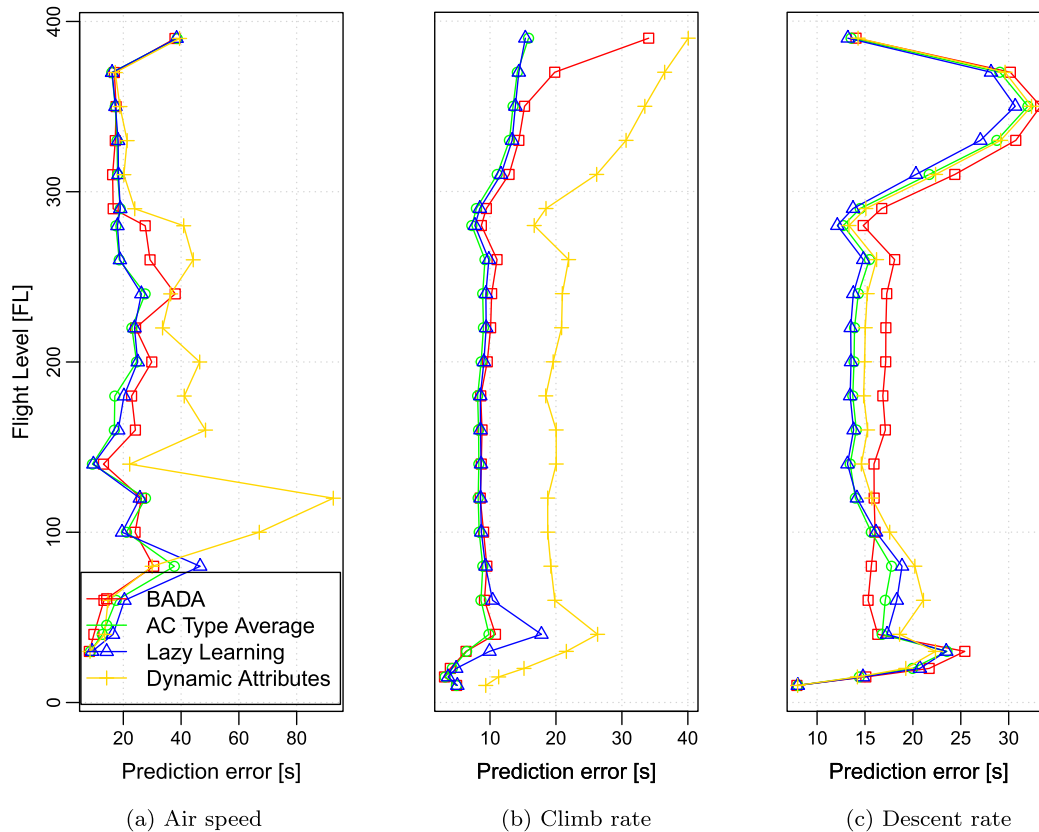 Flight Level [FL]
0
100
200
300
400
20
40
60
80
Prediction error [s]
BADA
AC Type Average
Lazy Learning
Dynamic Attributes
(a) Air speed
10
20
30
40
Prediction error [s]
(b) Climb rate
10
15
20
25
30
Prediction error [s]
(c) Descent rate